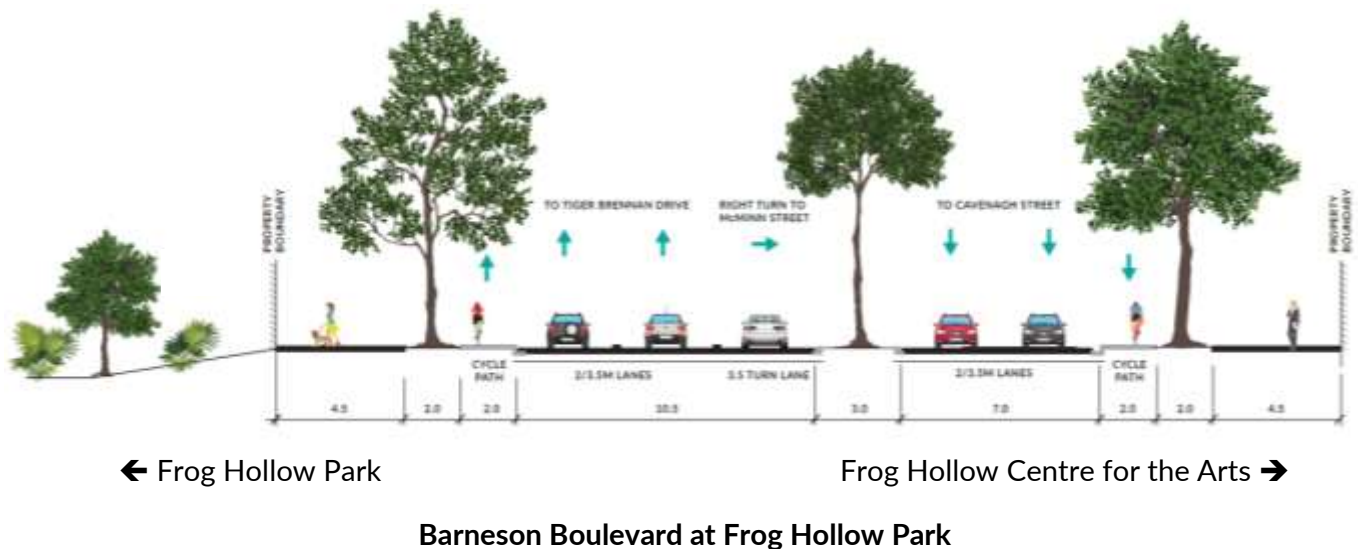 PROPERTY
BOUNDARY
TO TIGER BRENNAN DRIVE
RIGHT TURN TO
McMINN STREET
TO CAVENAGH STREET
PROPERTY
BOUNDARY
CYCLE
PATH
2/3.5M LANES
3.5 TURN LANE
2/3.5M LANES
CYCLE
PATH
4.5
2.0
2.0
10.5
3.0
7.0
2.0
2.0
4.5
← Frog Hollow Park
Frog Hollow Centre for the Arts →
Barneson Boulevard at Frog Hollow Park